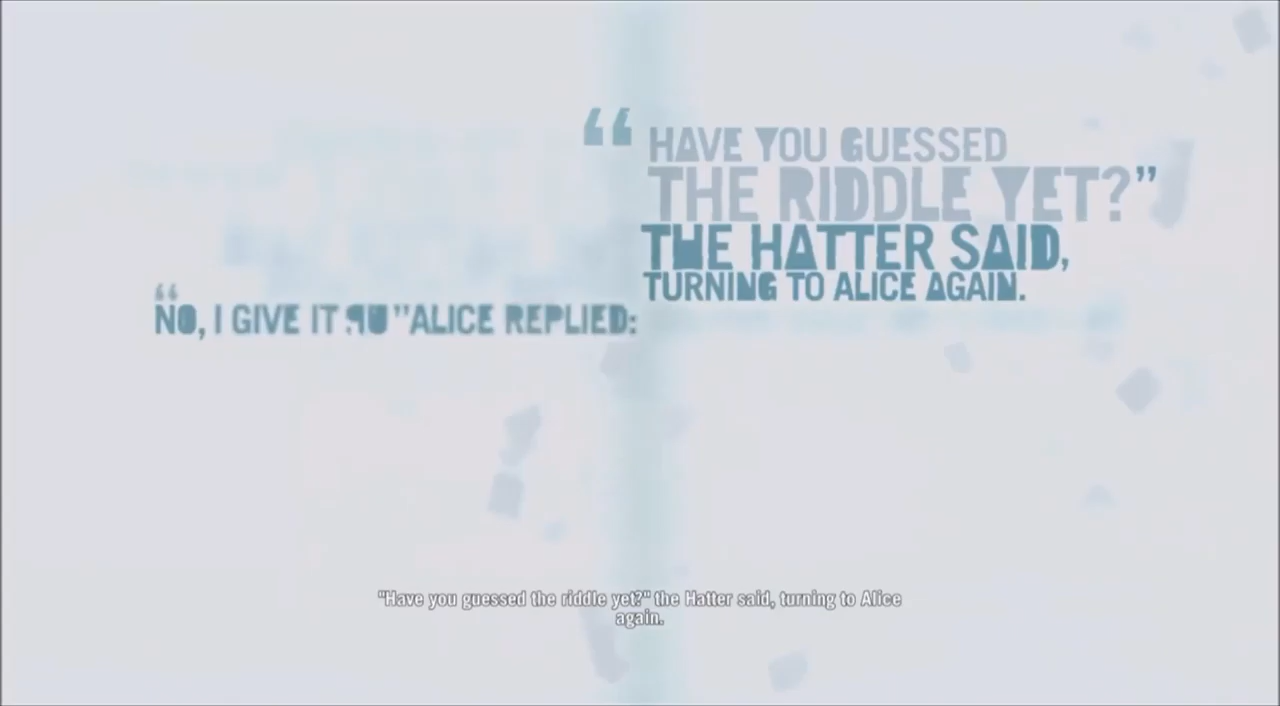 “ HAVE YOU GUESSED
THE RIDDLE YET?”
THE HATTER SAID,
TURNING TO ALICE AGAIN.
“NO, I GIVE IT UP,” ALICE REPLIED:
"Have you guessed the riddle yet?" the Hatter said, turning to Alice
again.